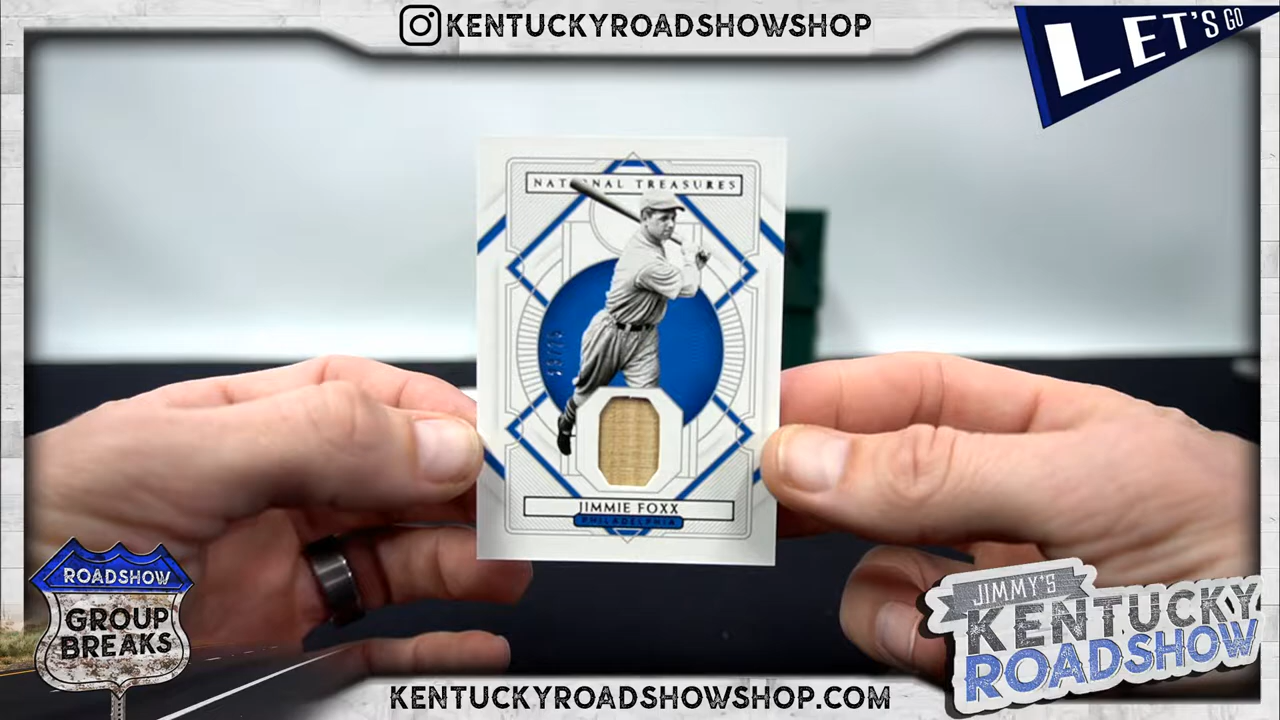 KENTUCKYROADSHOWSHOP
LET'S GO
NATIONAL TREASURES
JIMMIE FOXX
PHILADELPHIA
ROADSHOW
GROUP
BREAKS
JIMMY'S
KENTUCKY
ROADSHOW
KENTUCKYROADSHOWSHOP.COM